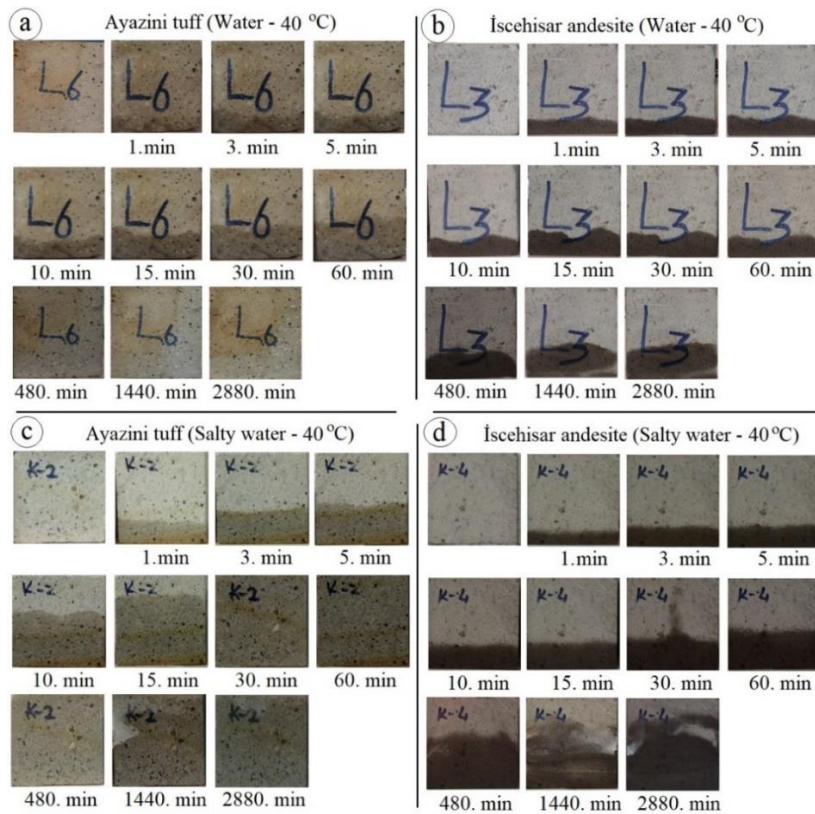 a Ayazini tuff (Water - 40 °C)
L6 L6 L6 L6
1.min 3. min 5. min
L6 L6 L6 L6
10. min 15. min 30. min 60. min
L6 L6 L6
480. min 1440. min 2880. min
b İscehisar andesite (Water - 40 °C)
L3 L3 L3 L3
1.min 3. min 5. min
L3 L3 L3 L3
10. min 15. min 30. min 60. min
L3 L3 L3
480. min 1440. min 2880. min
c Ayazini tuff (Salty water - 40 °C)
K-2 K-2 K-2 K-2
1.min 3. min 5. min
K-2 K-2 K-2 K-2
10. min 15. min 30. min 60. min
K-2 K-2 K-2
480. min 1440. min 2880. min
d İscehisar andesite (Salty water - 40°C)
K-4 K-4 K-4 K-4
1.min 3. min 5. min
K-4 K-4 K-4 K-4
10. min 15. min 30. min 60. min
K-4 K-4 K-4
480. min 1440. min 2880. min